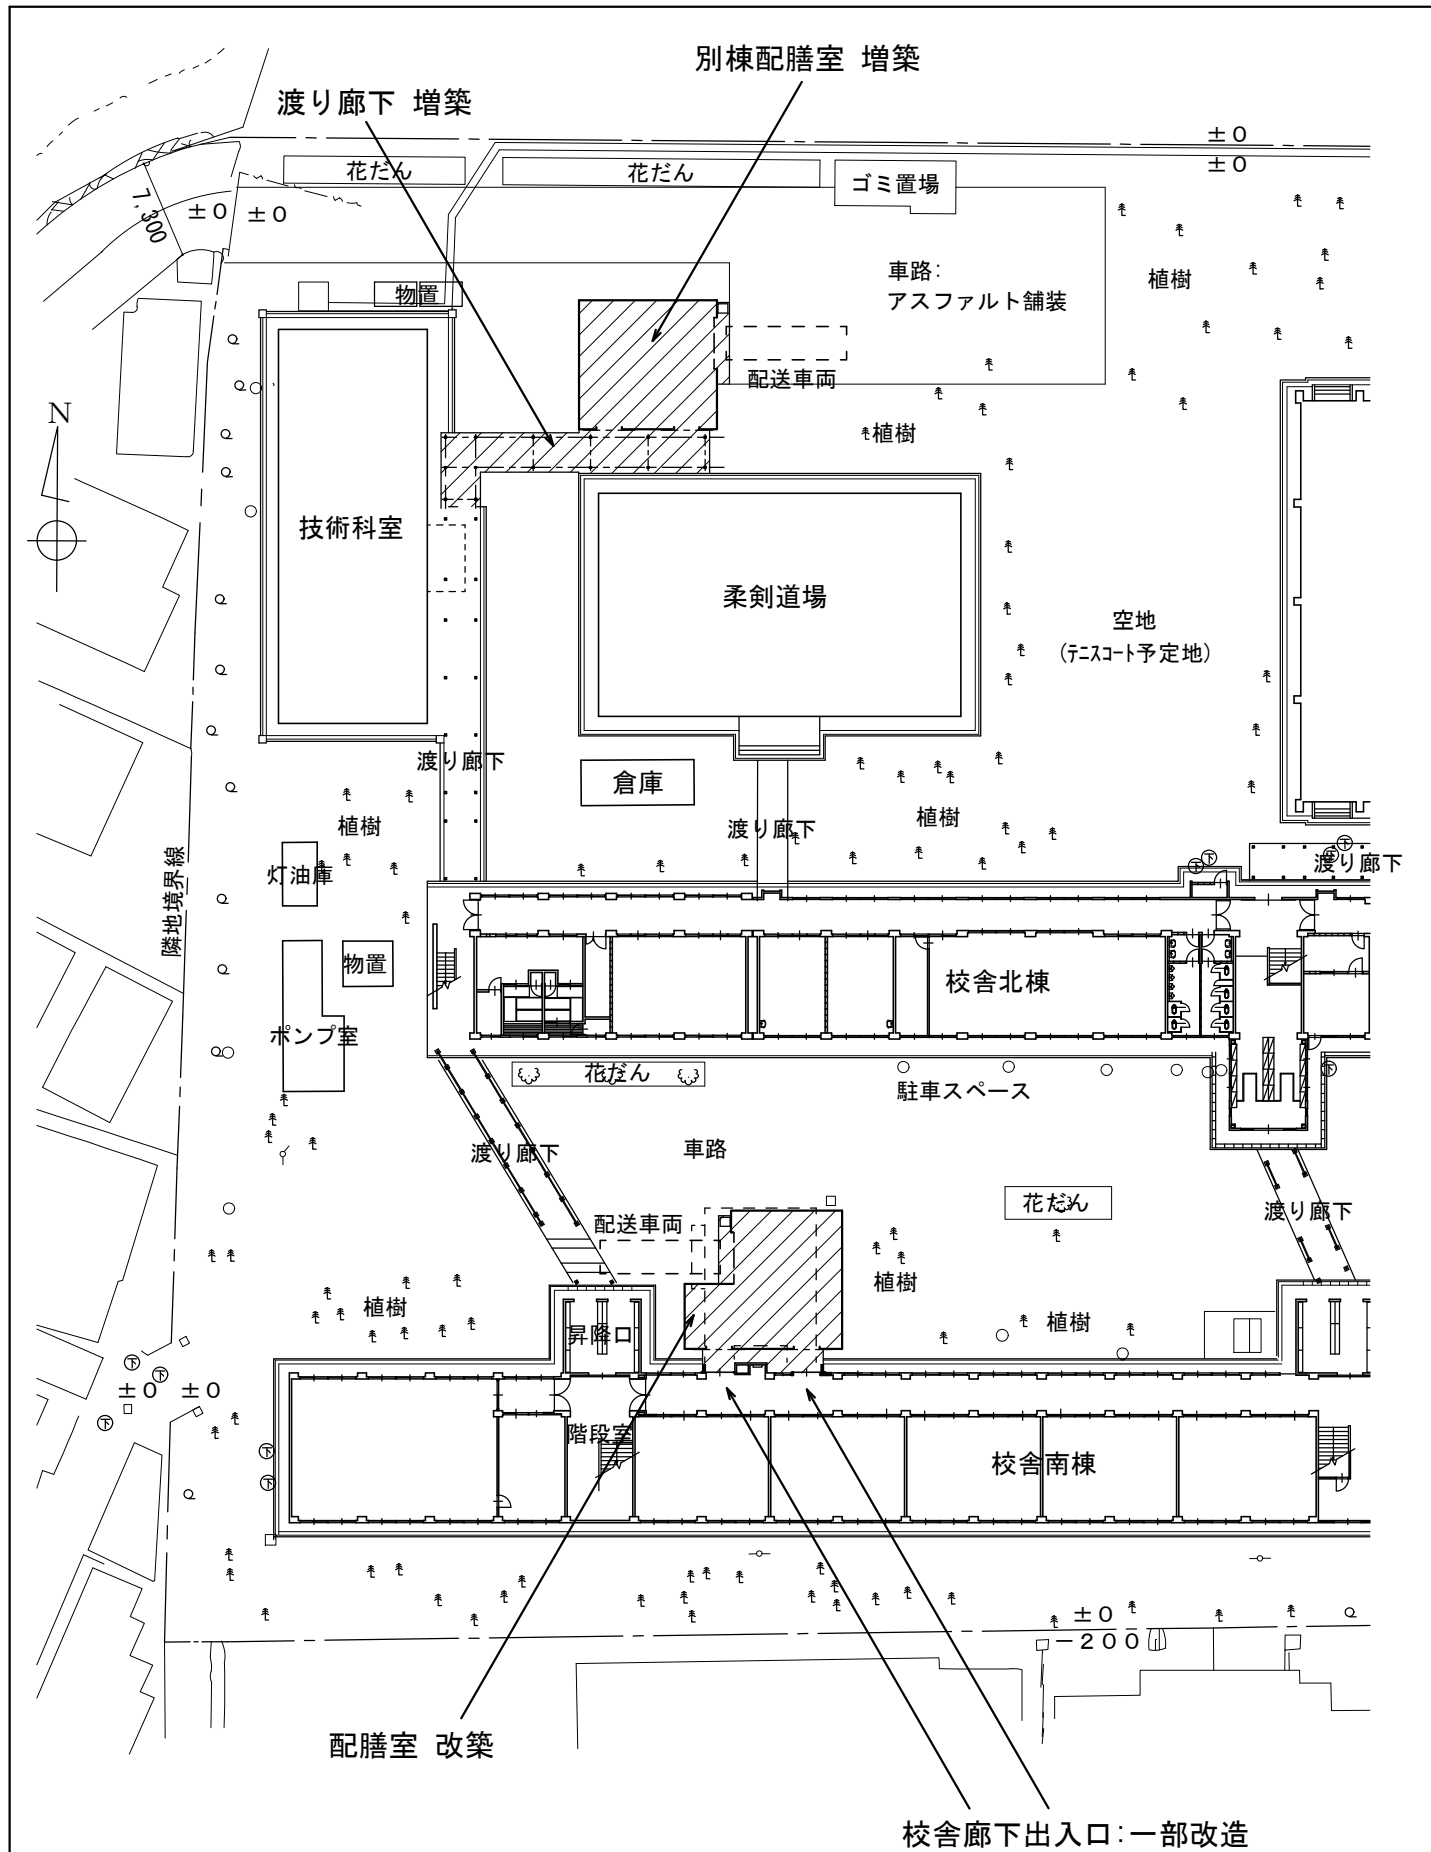 別棟配膳室 増築
渡り廊下 増築
±0
±0
花だん
花だん
ゴミ置場
7,300
±0
±0
車路:
アスファルト舗装
植樹
物置
配送車両
植樹
N
技術科室
柔剣道場
空地
(テニスコート予定地)
渡り廊下
倉庫
植樹
渡り廊下
植樹
下
下
渡り廊下
灯油庫
隣地境界線
物置
校舎北棟
ポンプ室
花だん
駐車スペース
下
渡り廊下
車路
花だん
渡り廊下
配送車両
植樹
植樹
植樹
昇降口
下
下
±0
±0
下
階段室
校舎南棟
下
下
±0
-200
配膳室 改築
校舎廊下出入口:一部改造